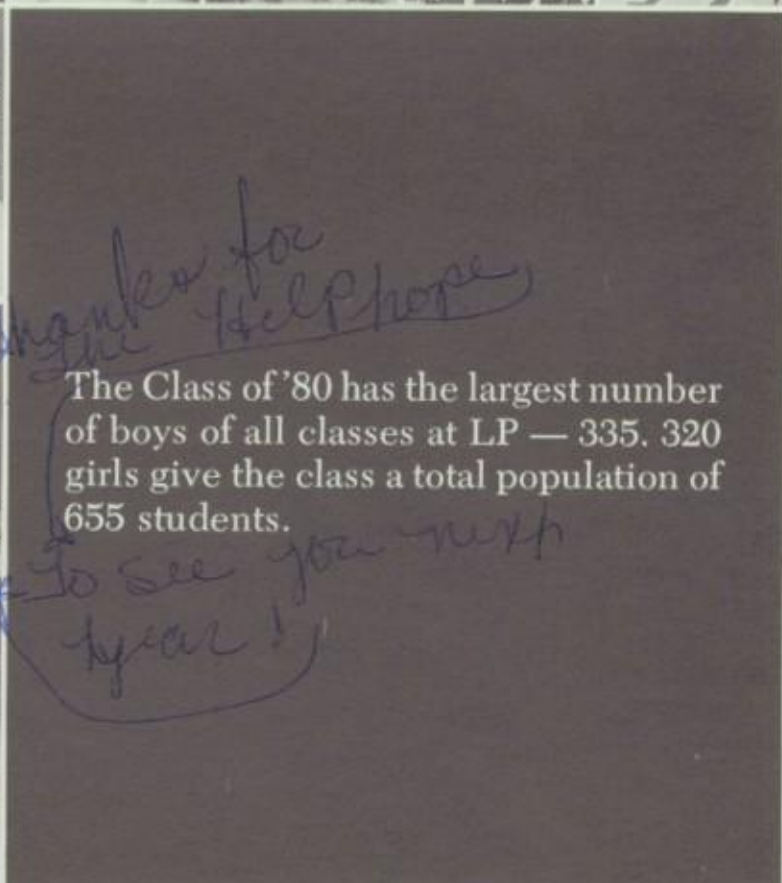 Thanks for
the Help hope
The Class of '80 has the largest number
of boys of all classes at LP — 335. 320
girls give the class a total population of
655 students.
To see you next
year!